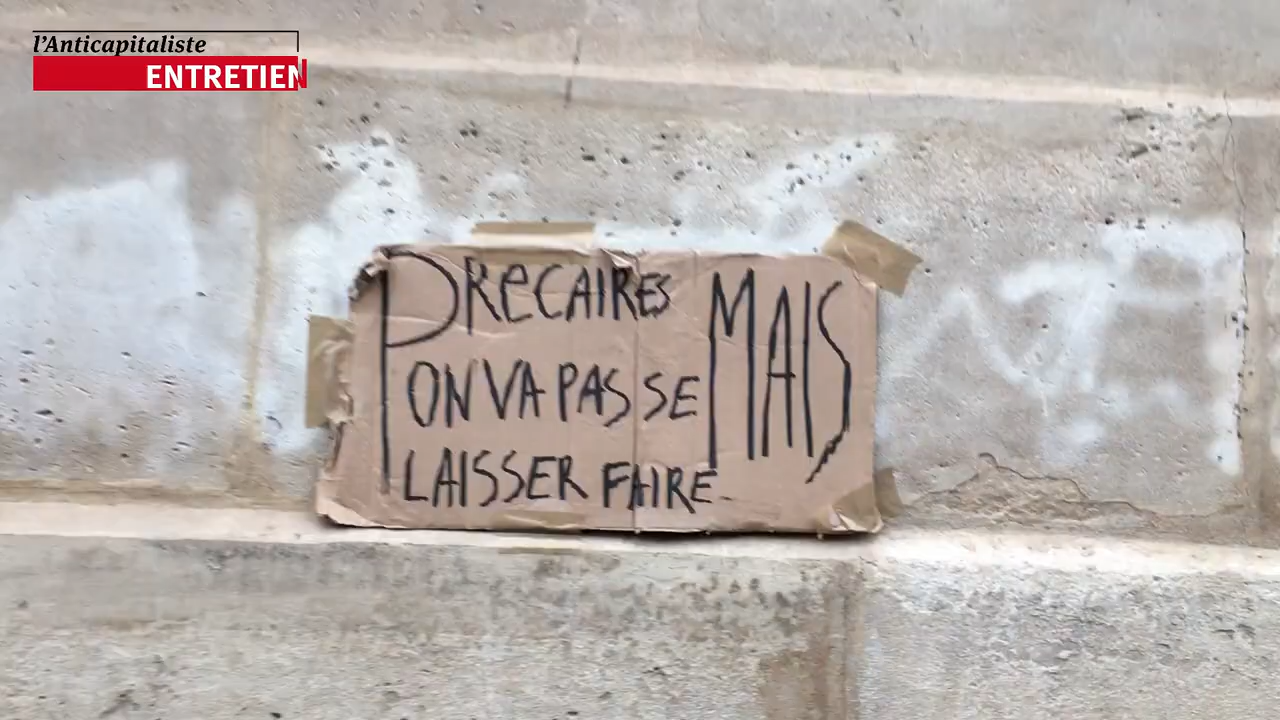 l'Anticapitaliste
ENTRETIEN
PReCAIRES MAIS
ON VA PAS SE
LAISSER FAIRE.